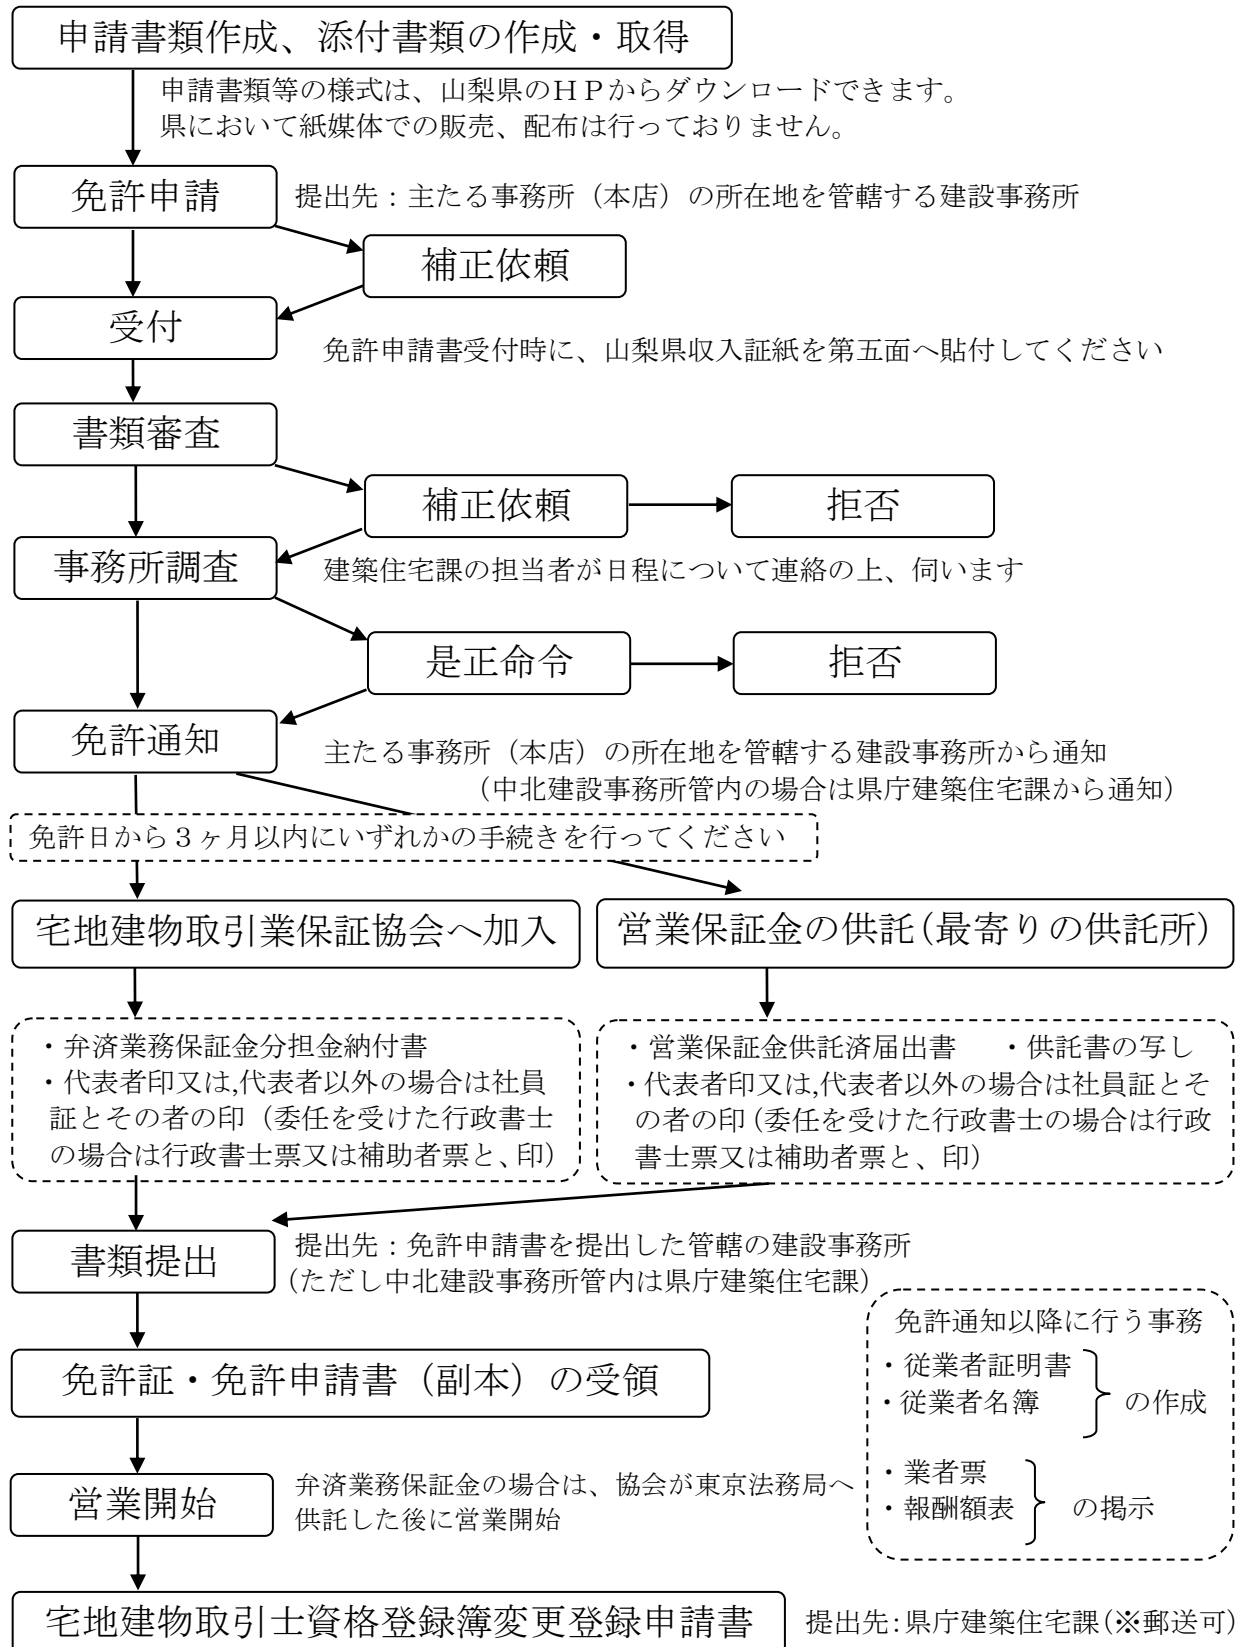 申請書類作成、添付書類の作成・取得
申請書類等の様式は、山梨県のＨＰからダウンロードできます。
県において紙媒体での販売、配布は行っておりません。
免許申請
提出先：主たる事務所（本店）の所在地を管轄する建設事務所
補正依頼
受付
免許申請書受付時に、山梨県収入証紙を第五面へ貼付してください
書類審査
補正依頼
拒否
事務所調査
建築住宅課の担当者が日程について連絡の上、伺います
是正命令
拒否
免許通知
主たる事務所（本店）の所在地を管轄する建設事務所から通知
（中北建設事務所管内の場合は県庁建築住宅課から通知）
免許日から３ヶ月以内にいずれかの手続きを行ってください
宅地建物取引業保証協会へ加入
営業保証金の供託(最寄りの供託所)
・弁済業務保証金分担金納付書
・代表者印又は,代表者以外の場合は社員
証とその者の印（委任を受けた行政書士
の場合は行政書士票又は補助者票と、印）
・営業保証金供託済届出書　・供託書の写し
・代表者印又は,代表者以外の場合は社員証とそ
の者の印（委任を受けた行政書士の場合は行政
書士票又は補助者票と、印）
書類提出
提出先：免許申請書を提出した管轄の建設事務所
（ただし中北建設事務所管内は県庁建築住宅課）
免許証・免許申請書（副本）の受領
免許通知以降に行う事務
・従業者証明書
・従業者名簿
の作成
・業者票
・報酬額表
の掲示
営業開始
弁済業務保証金の場合は、協会が東京法務局へ
供託した後に営業開始
宅地建物取引士資格登録簿変更登録申請書
提出先：県庁建築住宅課(※郵送可)